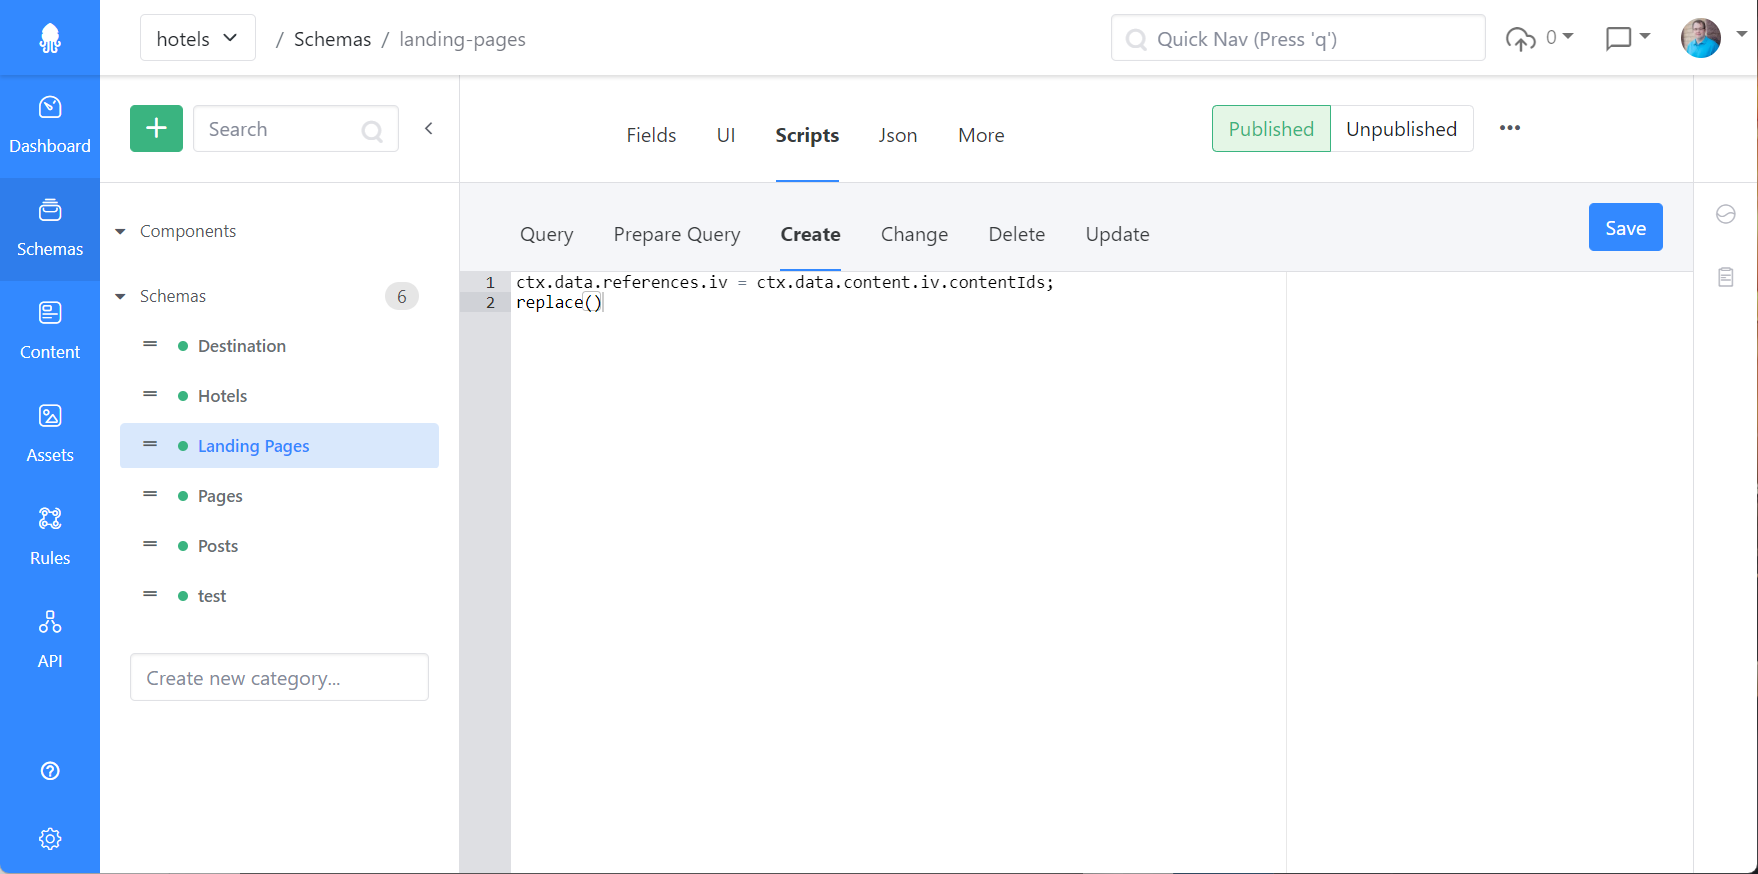 hotels / Schemas / landing-pages
Quick Nav (Press 'q')
0
Dashboard
Schemas
Content
Assets
Rules
API
Search
Components
Schemas 6
Destination
Hotels
Landing Pages
Pages
Posts
test
Create new category...
Fields UI Scripts Json More
Published Unpublished
Query Prepare Query Create Change Delete Update
Save
1 ctx.data.references.iv = ctx.data.content.iv.contentIds;
2 replace()